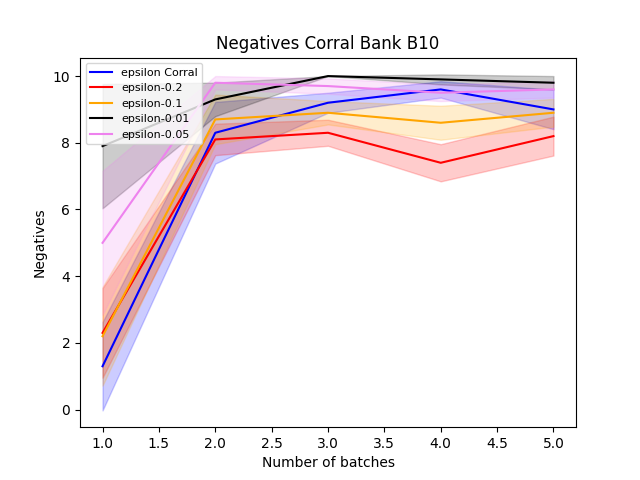 Negatives Corral Bank B10
epsilon Corral
epsilon-0.2
epsilon-0.1
epsilon-0.01
epsilon-0.05
Negatives
10
8
6
4
2
0
1.0 1.5 2.0 2.5 3.0 3.5 4.0 4.5 5.0
Number of batches